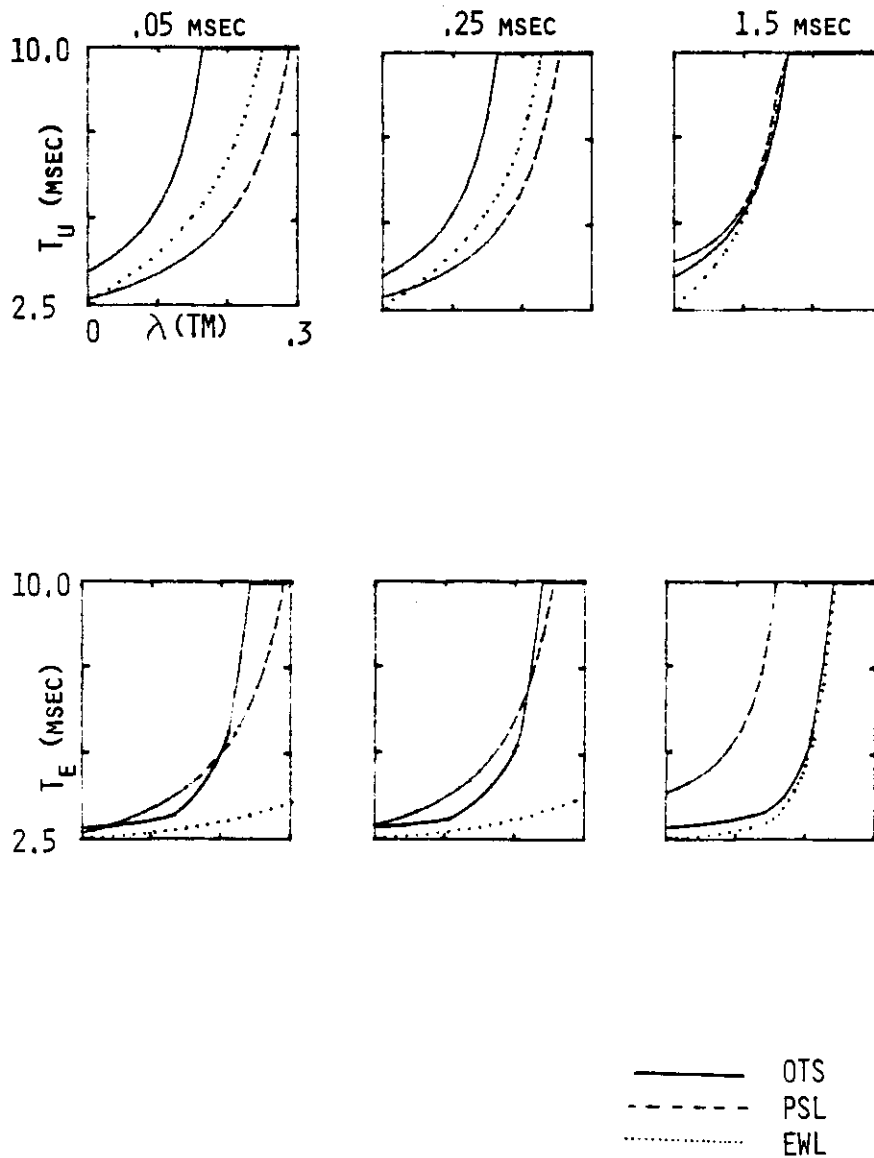 .05 MSEC .25 MSEC 1.5 MSEC
10.0
T_U (MSEC)
2.5
0 λ(TM) .3
10.0
T_E (MSEC)
2.5
OTS
PSL
EWL